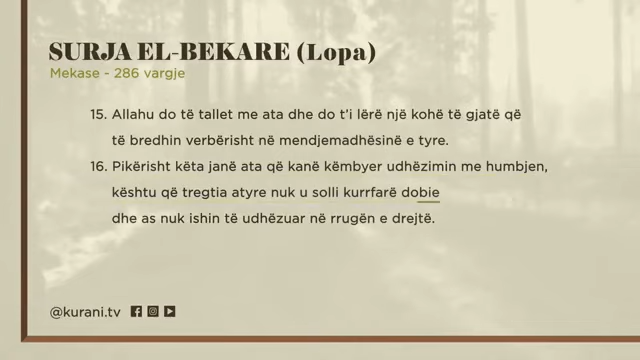 SURJA EL-BEKARE (Lopa)
Mekase - 286 vargje
15. Allahu do të tallet me ata dhe do t'i lërë një kohë të gjatë që
të bredhin verbërisht në mendjemadhësinë e tyre.
16. Pikërisht këta janë ata që kanë këmbyer udhëzimin me humbjen,
kështu që tregtia atyre nuk u solli kurrfarë dobie
dhe as nuk ishin të udhëzuar në rrugën e drejtë.
@kurani.tv